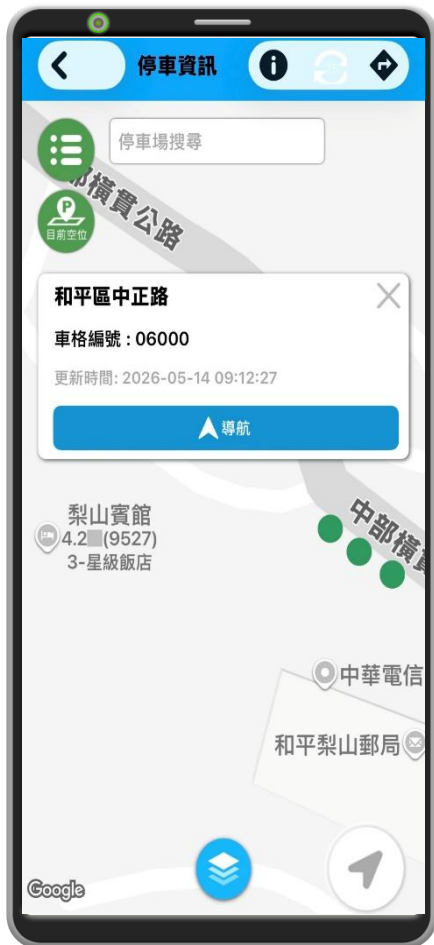 停車資訊
停車場搜尋
中部橫貫公路
P
目前空位
和平區中正路
車格編號 : 06000
更新時間: 2026-05-14 09:12:27
導航
梨山賓館
4.2 (9527)
3-星級飯店
中部橫貫
中華電信
和平梨山郵局
Google